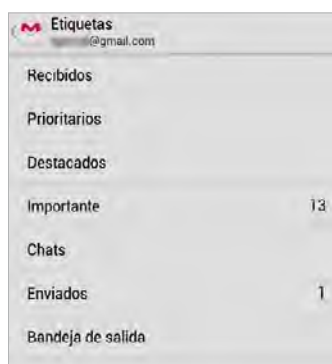 Etiquetas
@gmail.com
Recibidos
Prioritarios
Destacados
Importante 13
Chats
Enviados 1
Bandeja de salida